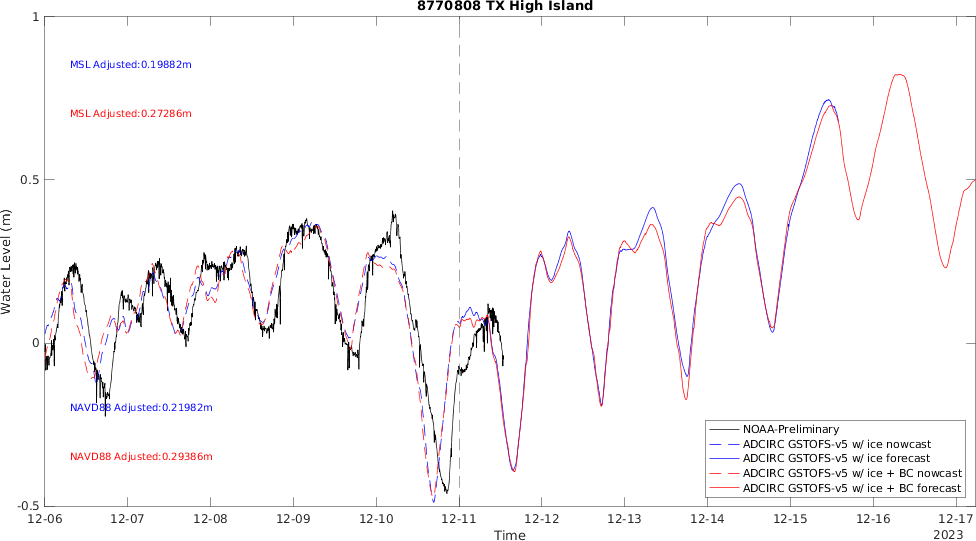 8770808 TX High Island
1
MSL Adjusted:0.19882m
MSL Adjusted:0.27286m
0.5
Water Level (m)
0
NAVD88 Adjusted:0.21982m
NAVD88 Adjusted:0.29386m
NOAA-Preliminary
ADCIRC GSTOFS-v5 w/ ice nowcast
ADCIRC GSTOFS-v5 w/ ice forecast
ADCIRC GSTOFS-v5 w/ ice + BC nowcast
ADCIRC GSTOFS-v5 w/ ice + BC forecast
-0.5
12-06 12-07 12-08 12-09 12-10 12-11 12-12 12-13 12-14 12-15 12-16 12-17
Time 2023